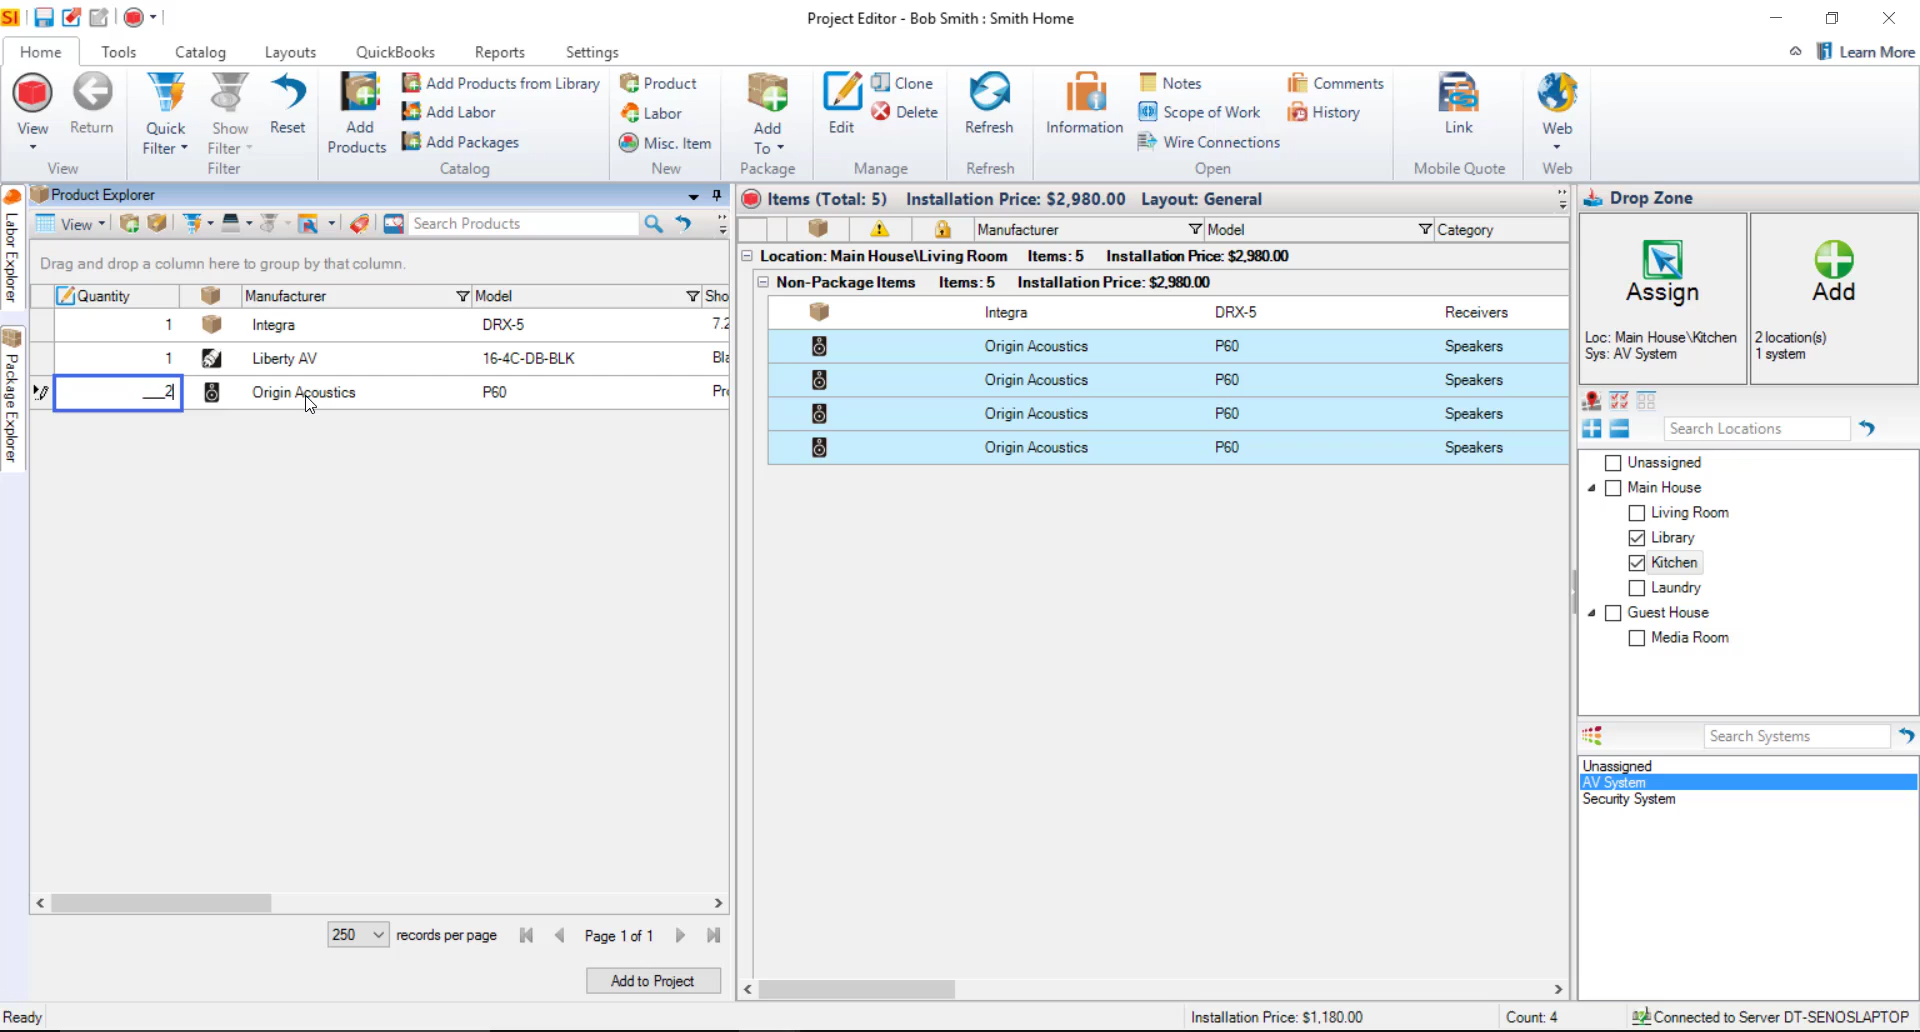 SI
Project Editor - Bob Smith : Smith Home
Home Tools Catalog Layouts QuickBooks Reports Settings
Learn More
View
View
Return
Quick
Filter
Show
Filter
Filter
Reset
Add
Products
Add Products from Library
Add Labor
Add Packages
Catalog
Product
Labor
Misc. Item
New
Add
To
Package
Edit
Clone
Delete
Manage
Refresh
Refresh
Information
Notes
Scope of Work
Wire Connections
Comments
History
Open
Link
Mobile Quote
Web
Web
Labor Explorer
Package Explorer
Product Explorer
View
Search Products
Drag and drop a column here to group by that column.
Quantity Manufacturer Model Sho
1 Integra DRX-5 7.2
1 Liberty AV 16-4C-DB-BLK Bla
___2 Origin Acoustics P60 Pro
250 records per page Page 1 of 1
Add to Project
Items (Total: 5) Installation Price: $2,980.00 Layout: General
Manufacturer Model Category
Location: Main House\Living Room Items: 5 Installation Price: $2,980.00
Non-Package Items Items: 5 Installation Price: $2,980.00
Integra DRX-5 Receivers
Origin Acoustics P60 Speakers
Origin Acoustics P60 Speakers
Origin Acoustics P60 Speakers
Origin Acoustics P60 Speakers
Drop Zone
Assign
Loc: Main House\Kitchen
Sys: AV System
Add
2 location(s)
1 system
Search Locations
Unassigned
Main House
Living Room
Library
Kitchen
Laundry
Guest House
Media Room
Search Systems
Unassigned
AV System
Security System
Ready
Installation Price: $1,180.00
Count: 4
Connected to Server DT-SENOSLAPTOP